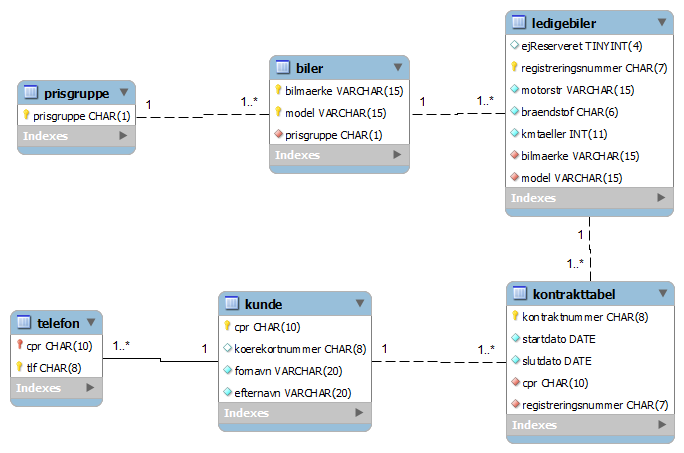 prisgruppe
prisgruppe CHAR(1)
Indexes
1
1..*
biler
bilmaerke VARCHAR(15)
model VARCHAR(15)
prisgruppe CHAR(1)
Indexes
1
1..*
ledigebiler
ejReserveret TINYINT(4)
registreringsnummer CHAR(7)
motorstr VARCHAR(15)
braendstof CHAR(6)
kmtaeller INT(11)
bilmaerke VARCHAR(15)
model VARCHAR(15)
Indexes
1
1..*
telefon
cpr CHAR(10)
tlf CHAR(8)
Indexes
1..*
1
kunde
cpr CHAR(10)
koerekortnummer CHAR(8)
fornavn VARCHAR(20)
efternavn VARCHAR(20)
Indexes
1
1..*
kontrakttabel
kontraktnummer CHAR(8)
startdato DATE
slutdato DATE
cpr CHAR(10)
registreringsnummer CHAR(7)
Indexes